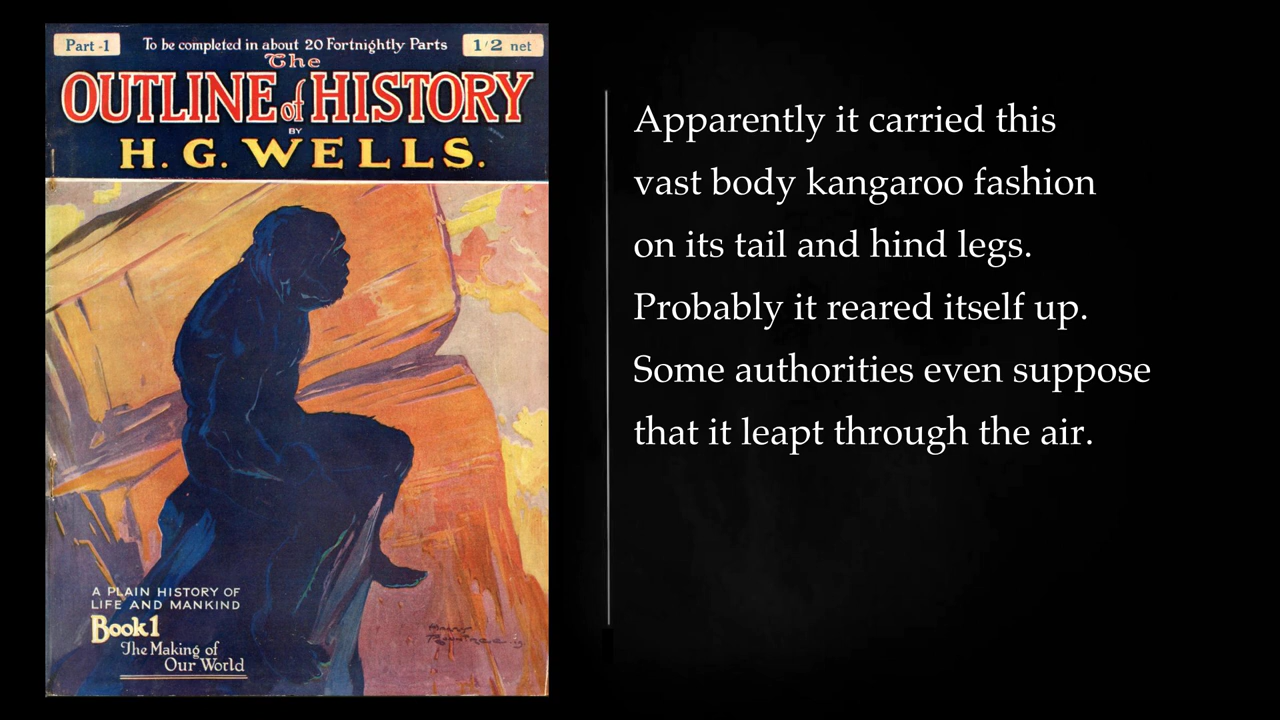 Part -1
To be completed in about 20 Fortnightly Parts
1/2 net
The
OUTLINE of HISTORY
BY
H. G. WELLS.
A PLAIN HISTORY OF
LIFE AND MANKIND
Book 1
The Making of
Our World
Apparently it carried this
vast body kangaroo fashion
on its tail and hind legs.
Probably it reared itself up.
Some authorities even suppose
that it leapt through the air.